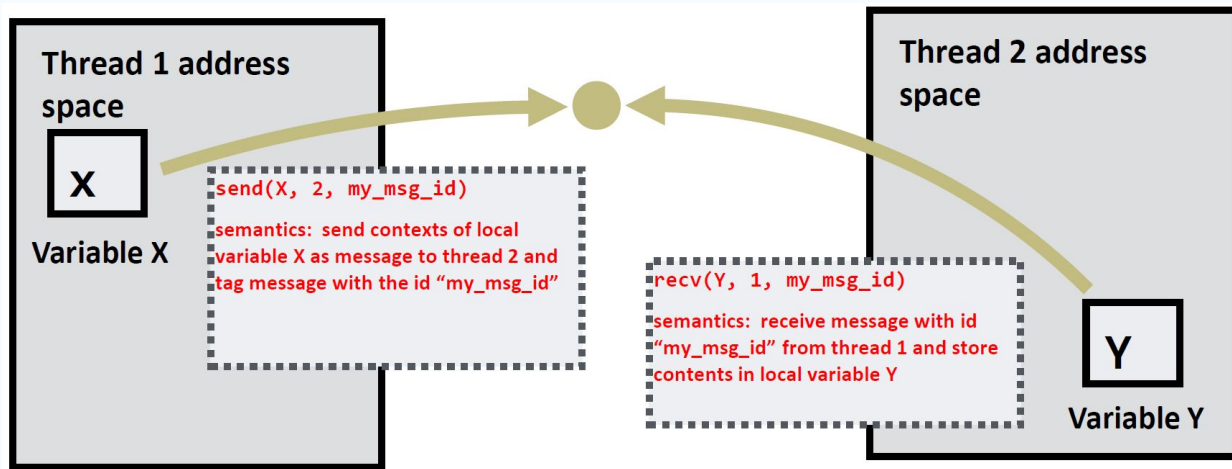 Thread 1 address
space
X
Variable X
send(X, 2, my_msg_id)
semantics: send contexts of local
variable X as message to thread 2 and
tag message with the id “my_msg_id”
recv(Y, 1, my_msg_id)
semantics: receive message with id
“my_msg_id” from thread 1 and store
contents in local variable Y
Thread 2 address
space
Y
Variable Y